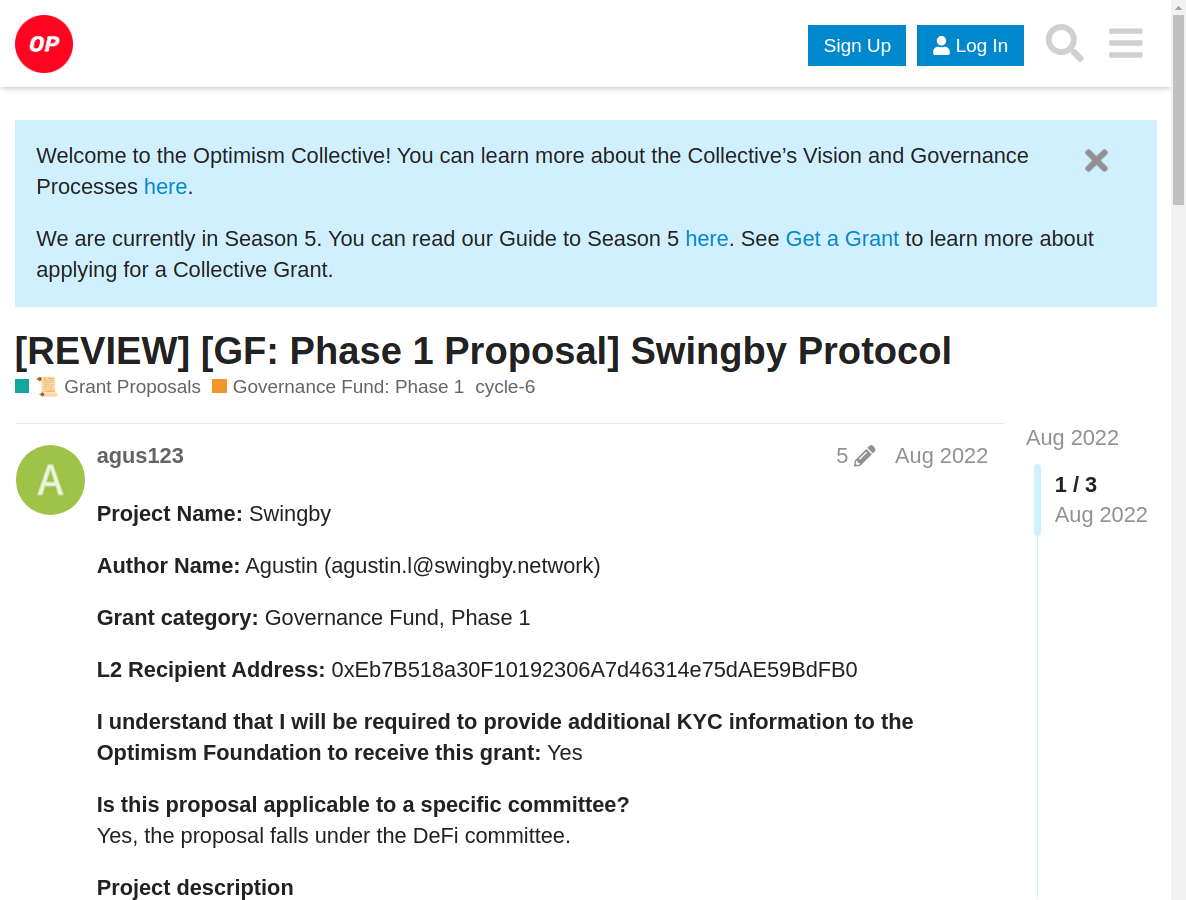 OP
Sign Up
Log In
Welcome to the Optimism Collective! You can learn more about the Collective’s Vision and Governance
Processes here.
We are currently in Season 5. You can read our Guide to Season 5 here. See Get a Grant to learn more about
applying for a Collective Grant.
[REVIEW] [GF: Phase 1 Proposal] Swingby Protocol
Grant Proposals Governance Fund: Phase 1 cycle-6
Aug 2022
A
agus123 5 Aug 2022
1 / 3
Aug 2022
Project Name: Swingby
Author Name: Agustin (agustin.l@swingby.network)
Grant category: Governance Fund, Phase 1
L2 Recipient Address: 0xEb7B518a30F10192306A7d46314e75dAE59BdFB0
I understand that I will be required to provide additional KYC information to the
Optimism Foundation to receive this grant: Yes
Is this proposal applicable to a specific committee?
Yes, the proposal falls under the DeFi committee.
Project description